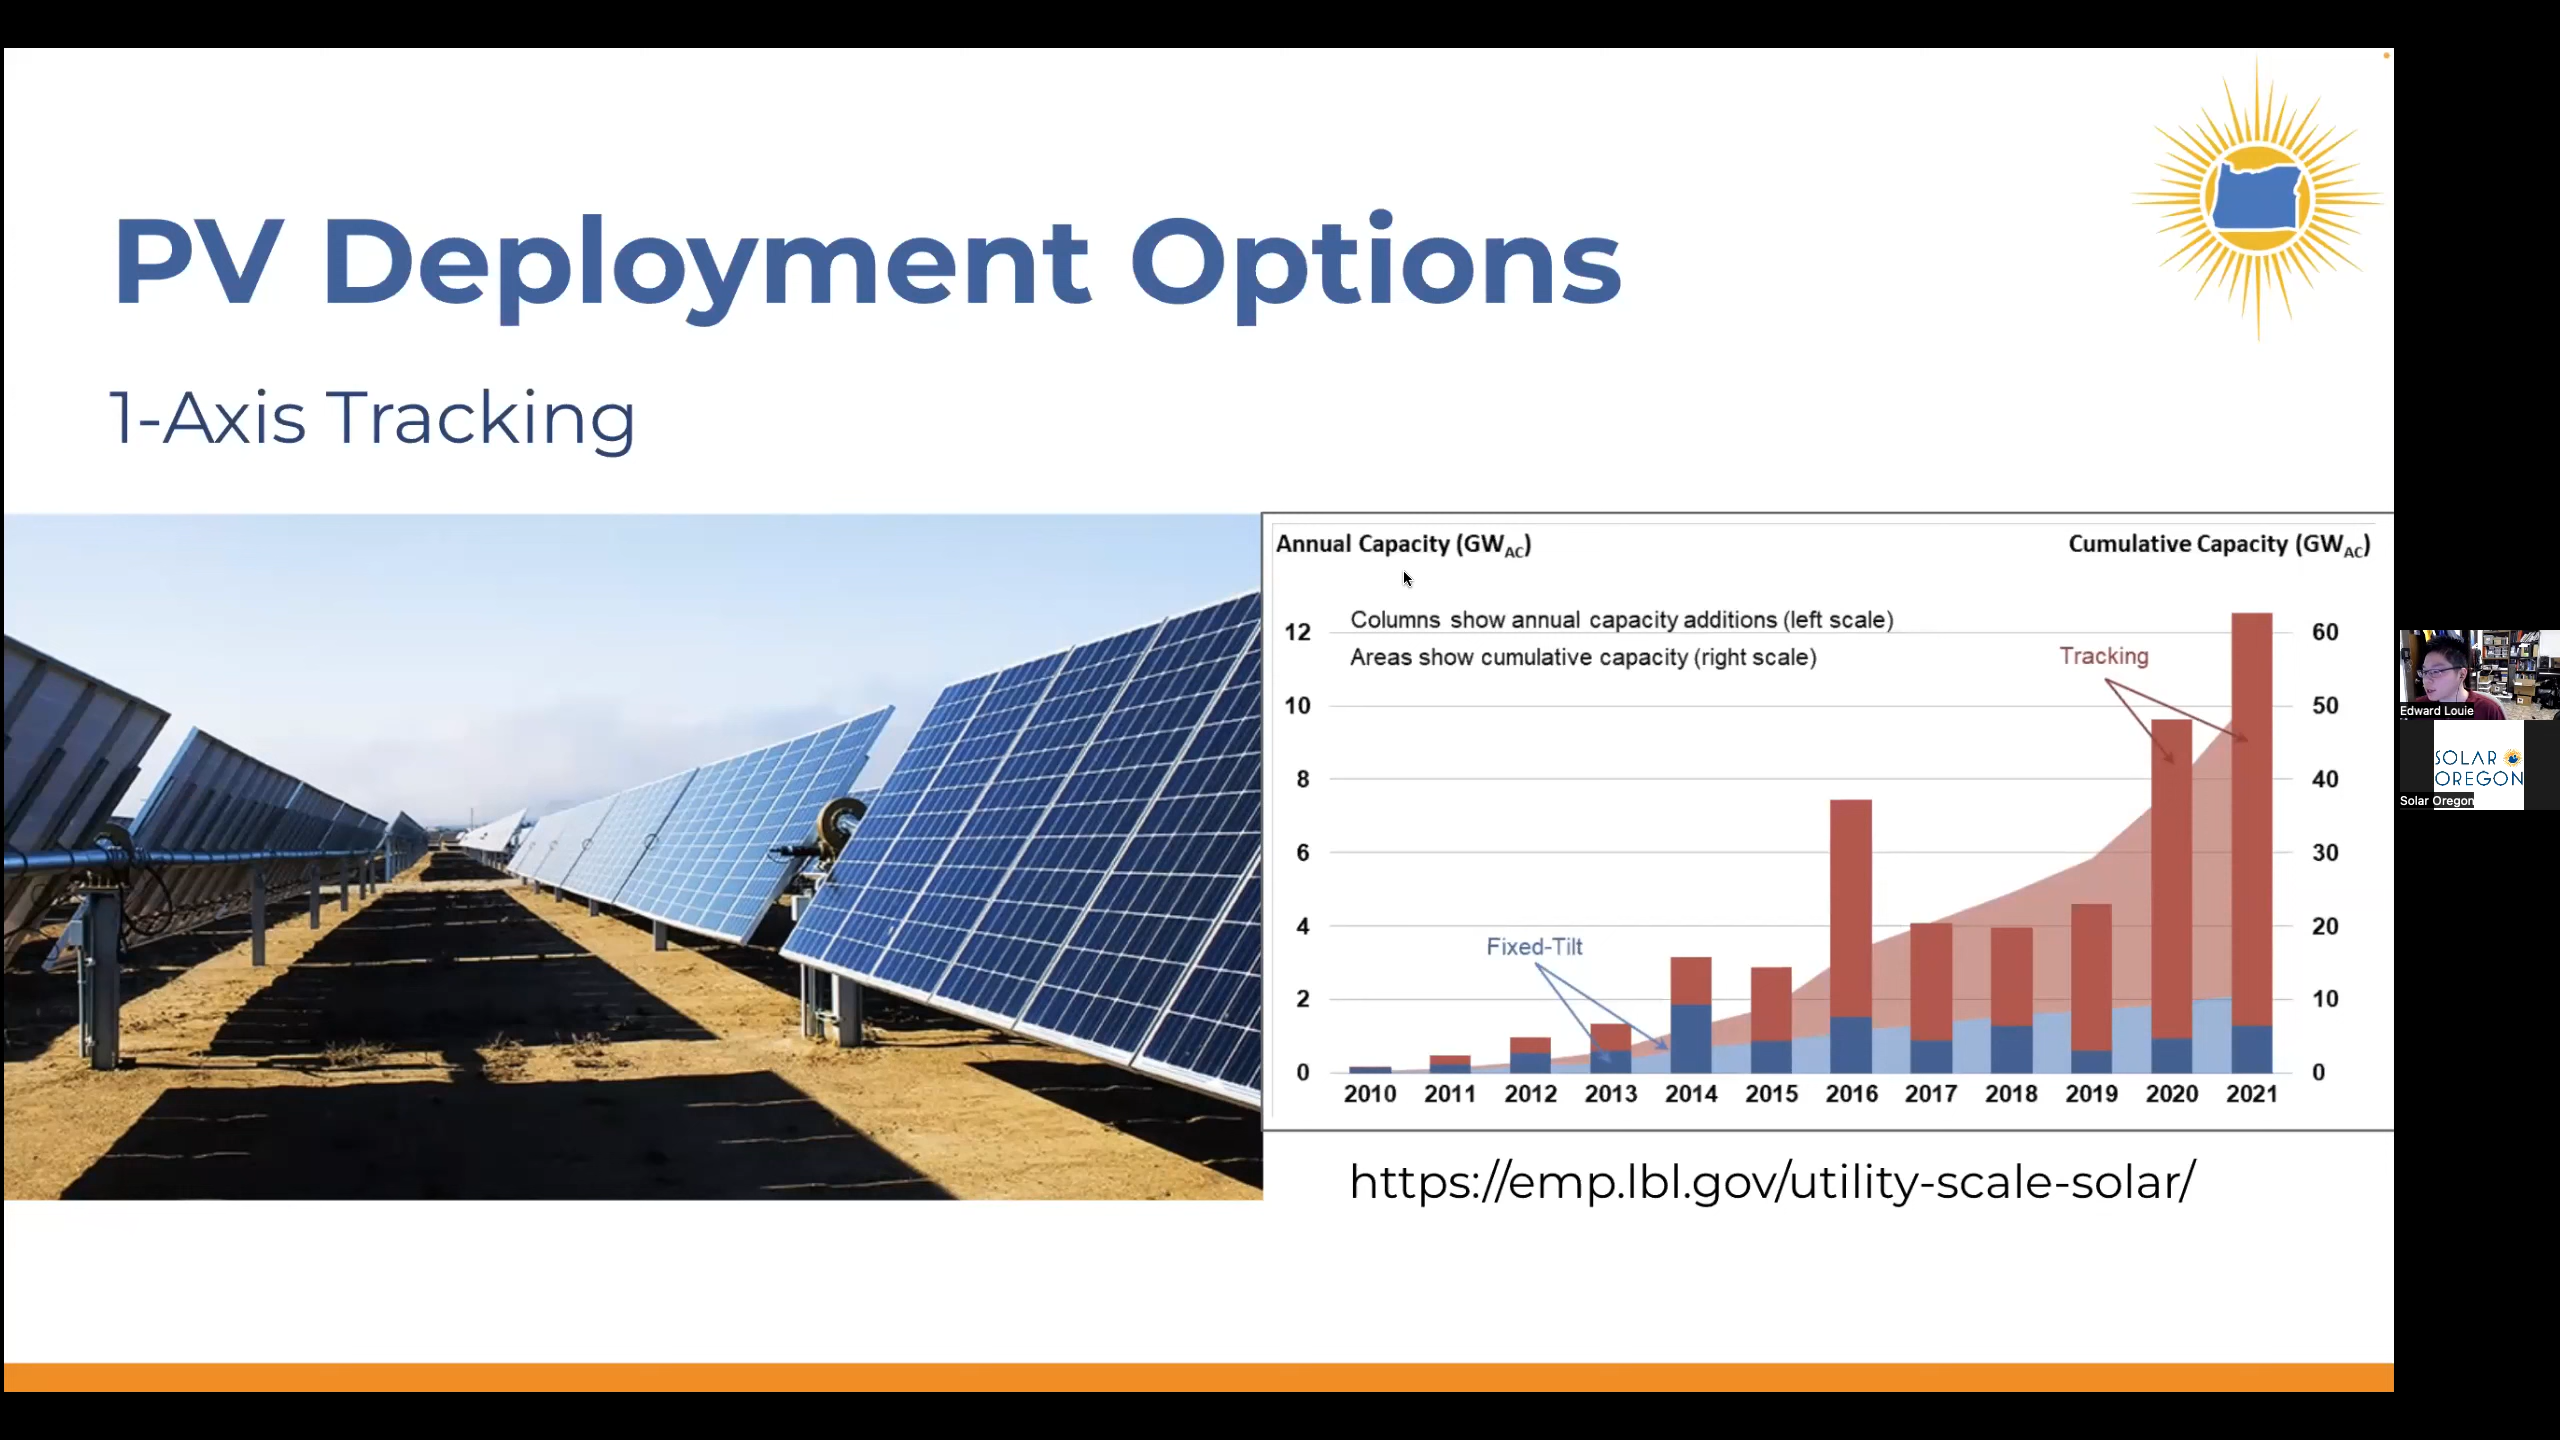 PV Deployment Options
1-Axis Tracking
Annual Capacity (GWAC)
Cumulative Capacity (GWAC)
Columns show annual capacity additions (left scale)
Areas show cumulative capacity (right scale)
Tracking
Fixed-Tilt
12
10
8
6
4
2
0
60
50
40
30
20
10
0
2010 2011 2012 2013 2014 2015 2016 2017 2018 2019 2020 2021
https://emp.lbl.gov/utility-scale-solar/
Edward Louie
SOLAR
OREGON
Solar Oregon